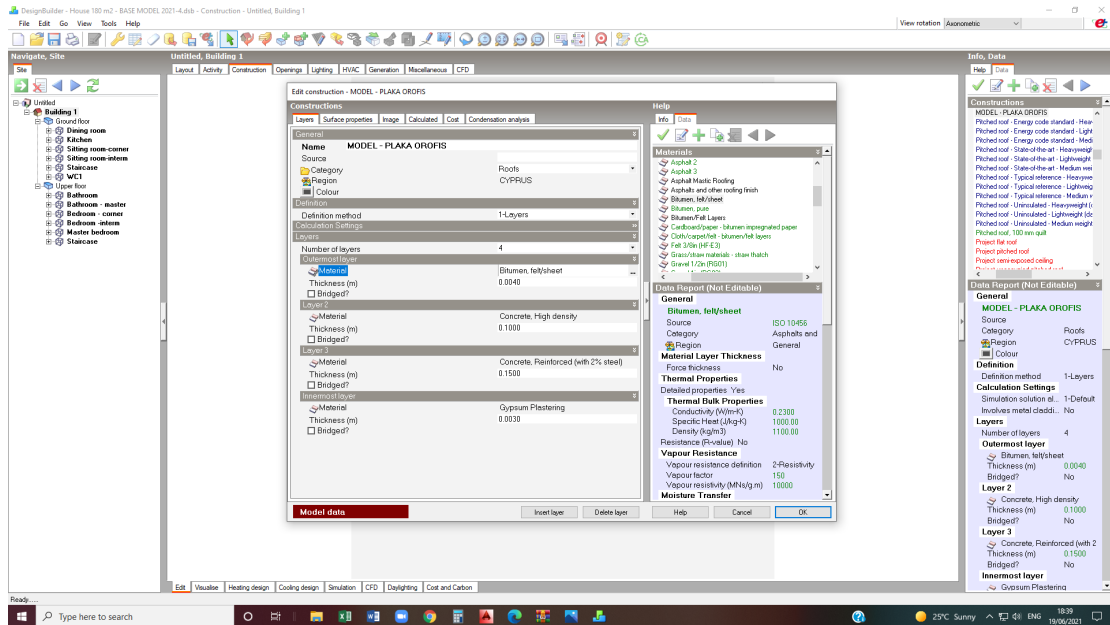 DesignBuilder - House 180 m2 - BASE MODEL 2021-4.dsb - Construction - Untitled, Building 1
File Edit Go View Tools Help
View rotation Axonometric
Navigate, Site
Site
Untitled
Building 1
Ground floor
Dining room
Kitchen
Sitting room-corner
Sitting room-interm
Staircase
WC1
Upper floor
Bathroom
Bathroom - master
Bedroom - corner
Bedroom -interm
Master bedroom
Staircase
Untitled, Building 1
Layout Activity Construction Openings Lighting HVAC Generation Miscellaneous CFD
Edit construction - MODEL - PLAKA OROFIS
Constructions
Layers Surface properties Image Calculated Cost Condensation analysis
General
Name MODEL - PLAKA OROFIS
Source
Category Roofs
Region CYPRUS
Colour
Definition
Definition method 1-Layers
Calculation Settings
Layers
Number of layers 4
Outermost layer
Material Bitumen, felt/sheet
Thickness (m) 0.0040
Bridged?
Layer 2
Material Concrete, High density
Thickness (m) 0.1000
Bridged?
Layer 3
Material Concrete, Reinforced (with 2% steel)
Thickness (m) 0.1500
Bridged?
Innermost layer
Material Gypsum Plastering
Thickness (m) 0.0030
Bridged?
Model data
Insert layer Delete layer Help Cancel OK
Help
Info Data
Materials
Asphalt 2
Asphalt 3
Asphalt Mastic Roofing
Asphalts and other roofing finish
Bitumen, felt/sheet
Bitumen, pure
Bitumen/Felt Layers
Cardboard/paper - bitumen impregnated paper
Cloth/carpet/felt - bitumen/felt layers
Felt 3/8in (HF-E3)
Grass/straw materials - straw thatch
Gravel 1/2in (RG01)
Data Report (Not Editable)
General
Bitumen, felt/sheet
Source ISO 10456
Category Asphalts and
Region General
Material Layer Thickness
Force thickness No
Thermal Properties
Detailed properties Yes
Thermal Bulk Properties
Conductivity (W/m-K) 0.2300
Specific Heat (J/kg-K) 1000.00
Density (kg/m3) 1100.00
Resistance (R-value) No
Vapour Resistance
Vapour resistance definition 2-Resistivity
Vapour factor 150
Vapour resistivity (MNs/g.m) 10000
Moisture Transfer
Info, Data
Help Data
Constructions
MODEL - PLAKA OROFIS
Pitched roof - Energy code standard - Heav
Pitched roof - Energy code standard - Light
Pitched roof - Energy code standard - Medi
Pitched roof - State-of-the-art - Heavyweigh
Pitched roof - State-of-the-art - Lightweight
Pitched roof - State-of-the-art - Medium wei
Pitched roof - Typical reference - Heavywe
Pitched roof - Typical reference - Lightweig
Pitched roof - Typical reference - Medium w
Pitched roof - Uninsulated - Heavyweight (d
Pitched roof - Uninsulated - Lightweight (de
Pitched roof - Uninsulated - Medium weight
Pitched roof, 100 mm quilt
Project flat roof
Project pitched roof
Project semi-exposed ceiling
Data Report (Not Editable)
General
MODEL - PLAKA OROFIS
Source
Category Roofs
Region CYPRUS
Colour
Definition
Definition method 1-Layers
Calculation Settings
Simulation solution al... 1-Default
Involves metal claddi... No
Layers
Number of layers 4
Outermost layer
Bitumen, felt/sheet
Thickness (m) 0.0040
Bridged? No
Layer 2
Concrete, High density
Thickness (m) 0.1000
Bridged? No
Layer 3
Concrete, Reinforced (with 2
Thickness (m) 0.1500
Bridged? No
Innermost layer
Gypsum Plastering
Edit Visualise Heating design Cooling design Simulation CFD Daylighting Cost and Carbon
Ready.....
Type here to search
25°C Sunny ENG 18:39
19/06/2021